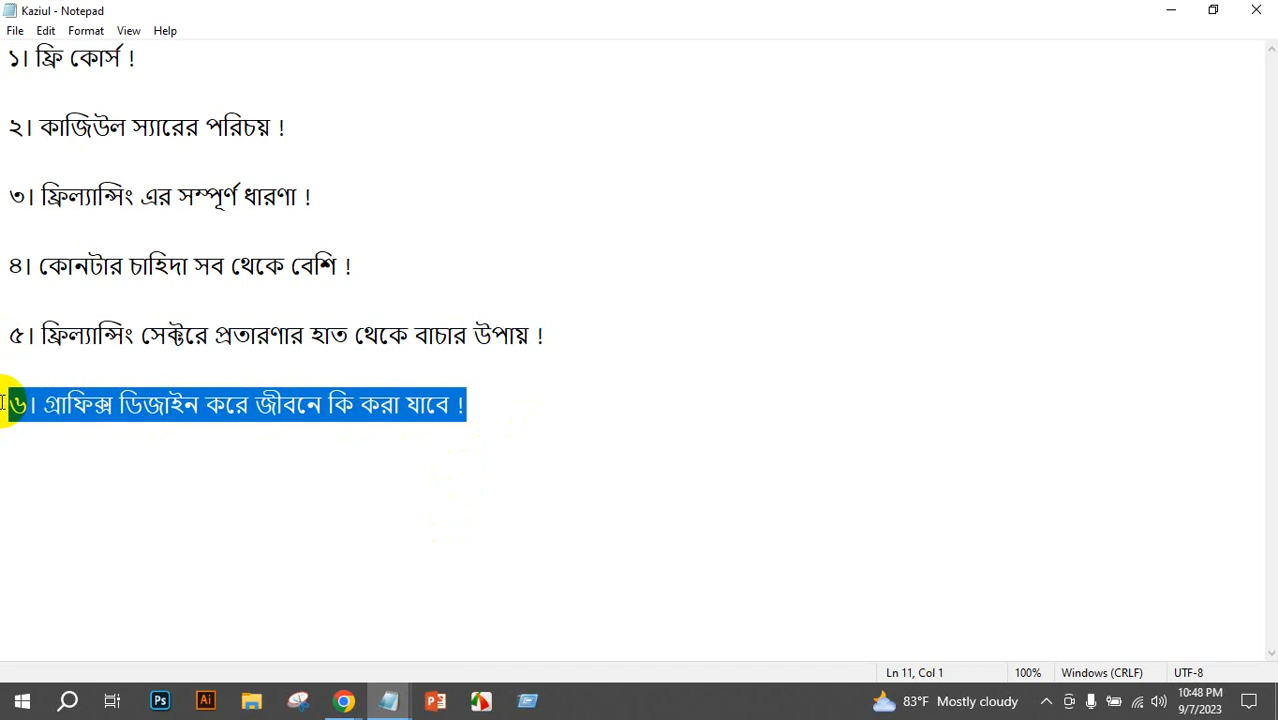 Kaziul - Notepad
File Edit Format View Help
১। ফ্রি কোর্স !
২। কাজিউল স্যারের পরিচয় !
৩। ফ্রিল্যান্সিং এর সম্পূর্ণ ধারণা !
৪। কোনটার চাহিদা সব থেকে বেশি !
৫। ফ্রিল্যান্সিং সেক্টরে প্রতারণার হাত থেকে বাচার উপায় !
৬। গ্রাফিক্স ডিজাইন করে জীবনে কি করা যাবে !
Ln 11, Col 1 100% Windows (CRLF) UTF-8
Ps Ai 83°F Mostly cloudy 10:48 PM
9/7/2023